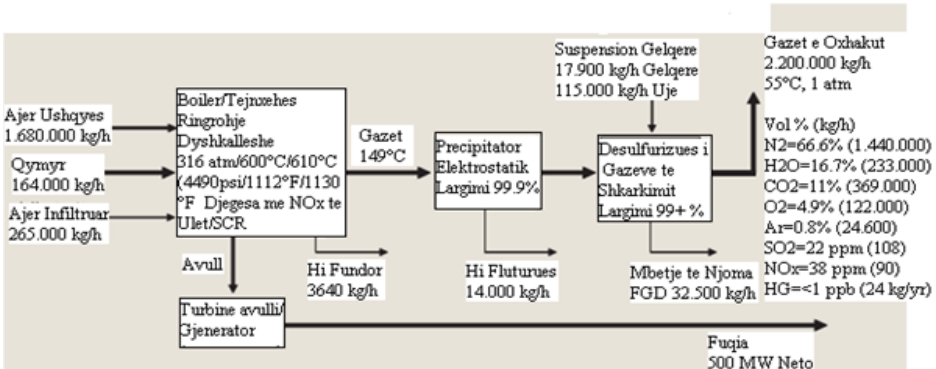 Ajer Ushqyes
1.680.000 kg/h
Qymyr
164.000 kg/h
Ajer Infiltruar
265.000 kg/h
Boiler/Tejnxehes
Ringrohje
Dyshkalleshe
316 atm/600°C/610°C
(4490psi/1112°F/1130
°F Djegesa me NOx te
Ulet/SCR
Avull
Turbine avulli/
Gjenerator
Hi Fundor
3640 kg/h
Gazet
149°C
Precipitator
Elektrostatik
Largimi 99.9%
Hi Fluturues
14.000 kg/h
Suspension Gelqere
17.900 kg/h Gelqere
115.000 kg/h Uje
Desulfurizues i
Gazeve te
Shkarkimit
Largimi 99+ %
Mbetje te Njoma
FGD 32.500 kg/h
Gazet e Oxhakut
2.200.000 kg/h
55°C, 1 atm
Vol % (kg/h)
N2=66.6% (1.440.000)
H2O=16.7% (233.000)
CO2=11% (369.000)
O2=4.9% (122.000)
Ar=0.8% (24.600)
SO2=22 ppm (108)
NOx=38 ppm (90)
HG=<1 ppb (24 kg/yr)
Fuqia
500 MW Neto